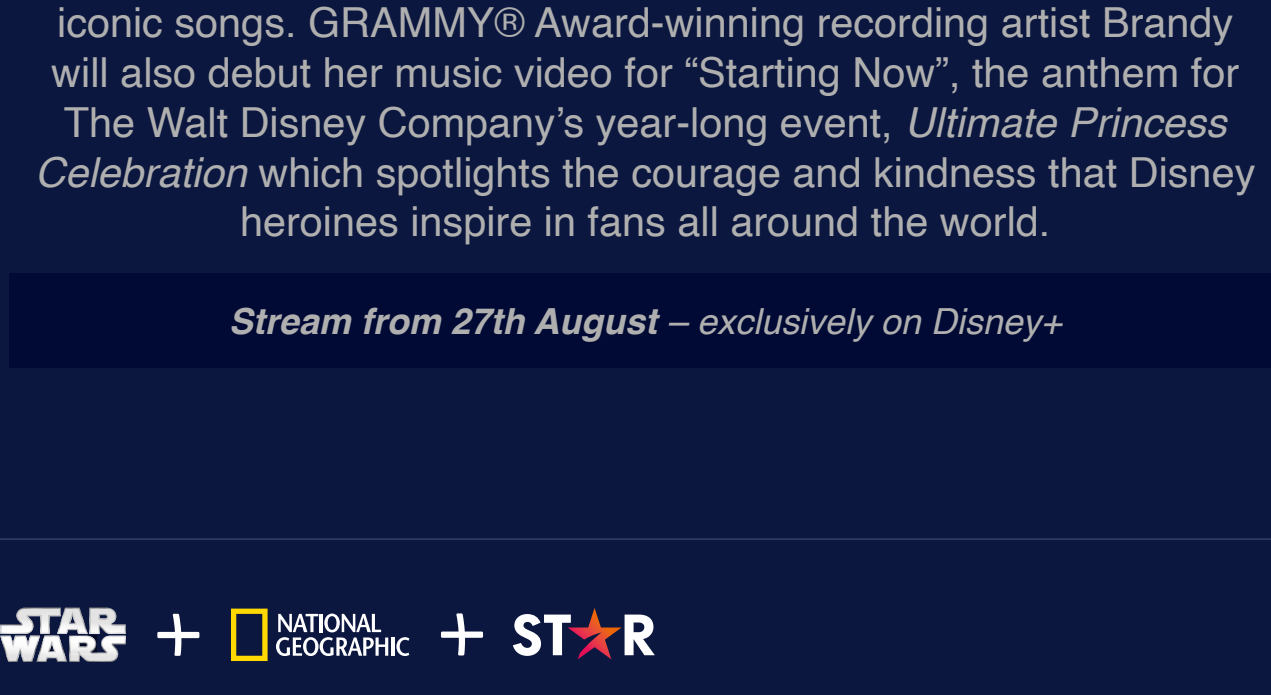 iconic songs. GRAMMY® Award-winning recording artist Brandy
will also debut her music video for “Starting Now”, the anthem for
The Walt Disney Company’s year-long event, Ultimate Princess
Celebration which spotlights the courage and kindness that Disney
heroines inspire in fans all around the world.
Stream from 27th August – exclusively on Disney+
STAR
WARS
+
NATIONAL
GEOGRAPHIC
+
STAR